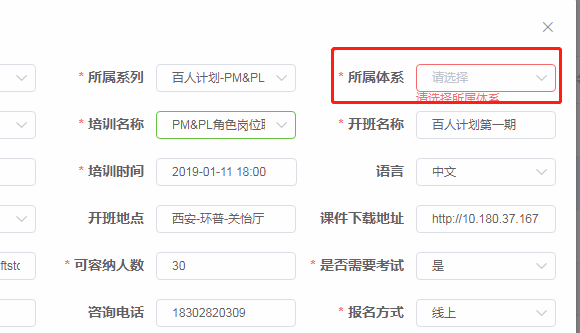 * 所属系列 百人计划-PM&PL * 所属体系 请选择
请选择所属体系
* 培训名称 PM&PL角色岗位 * 开班名称 百人计划第一期
* 培训时间 2019-01-11 18:00 语言 中文
开班地点 西安-环普-关怡厅 课件下载地址 http://10.180.37.167
* 可容纳人数 30 * 是否需要考试 是
咨询电话 18302820309 * 报名方式 线上